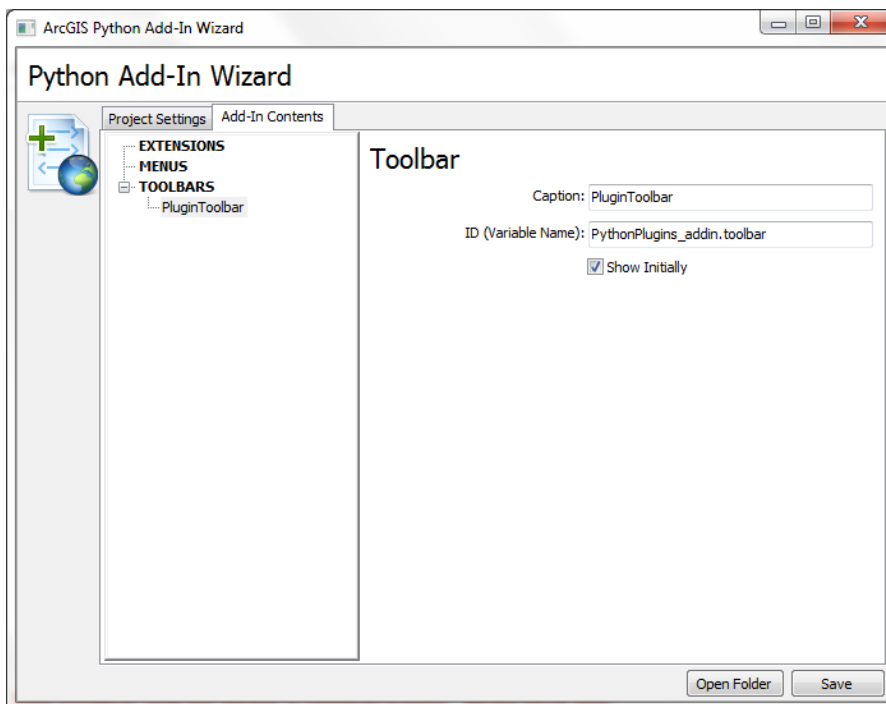 ArcGIS Python Add-In Wizard
Python Add-In Wizard
Project Settings
Add-In Contents
EXTENSIONS
MENUS
TOOLBARS
PluginToolbar
Toolbar
Caption: PluginToolbar
ID (Variable Name): PythonPlugins_addin.toolbar
Show Initially
Open Folder
Save